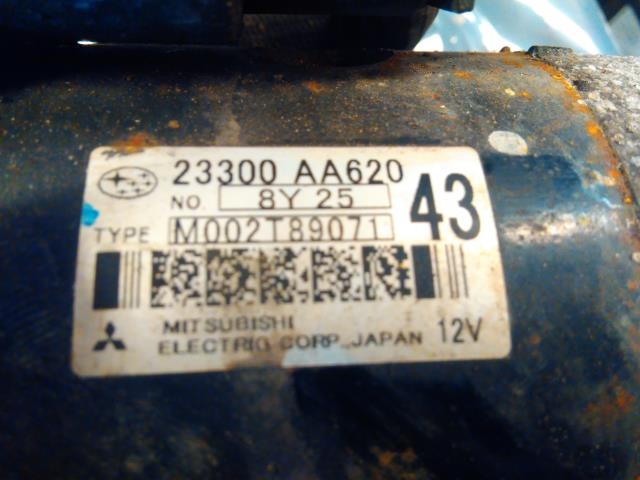 23300 AA620
NO. 8Y 25
43
TYPE M002T89071
MITSUBISHI
ELECTRIC CORP. JAPAN 12V